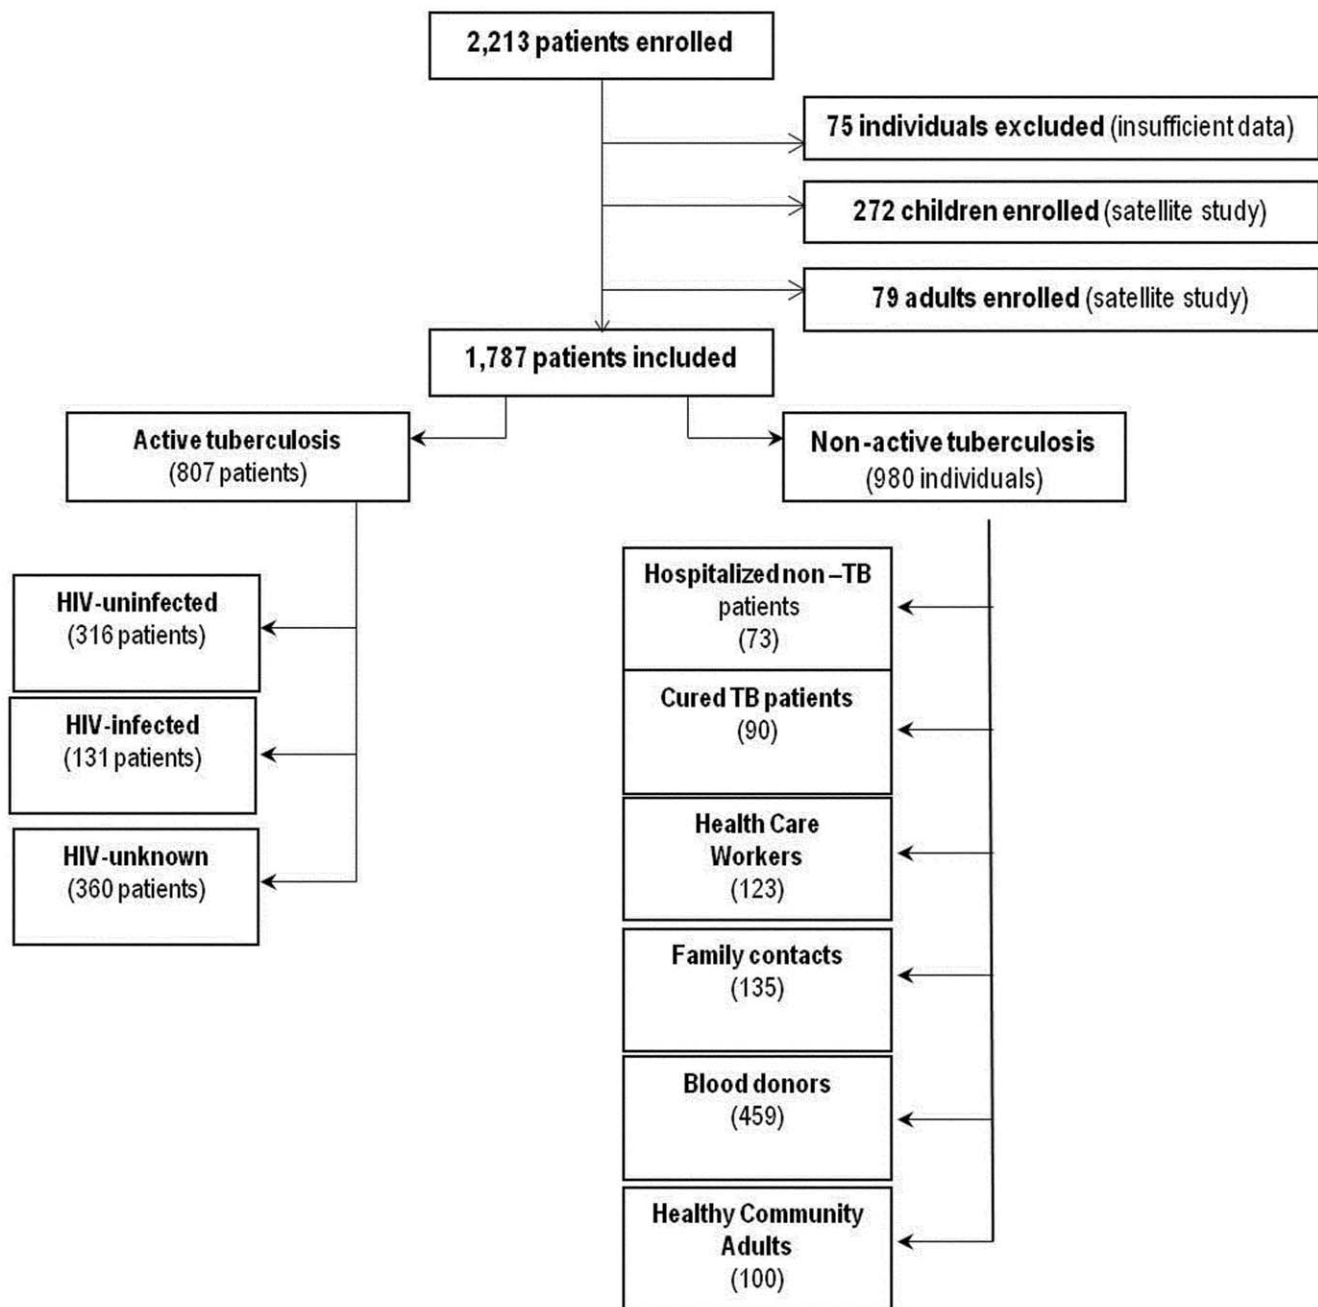 2,213 patients enrolled
75 individuals excluded (insufficient data)
272 children enrolled (satellite study)
79 adults enrolled (satellite study)
1,787 patients included
Active tuberculosis
(807 patients)
Non-active tuberculosis
(980 individuals)
HIV-uninfected
(316 patients)
HIV-infected
(131 patients)
HIV-unknown
(360 patients)
Hospitalized non –TB
patients
(73)
Cured TB patients
(90)
Health Care
Workers
(123)
Family contacts
(135)
Blood donors
(459)
Healthy Community
Adults
(100)